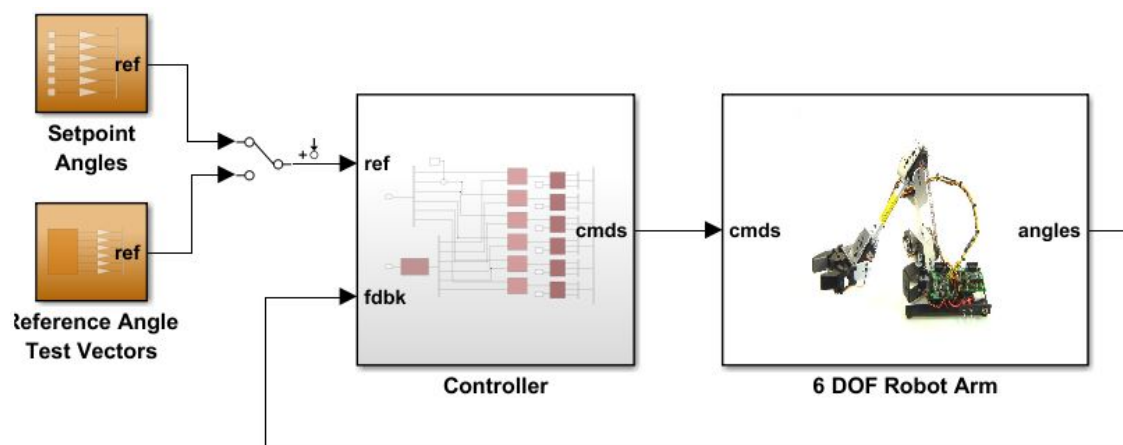 ref
Setpoint
Angles
ref
Reference Angle
Test Vectors
+
ref
fdbk
cmds
Controller
cmds
angles
6 DOF Robot Arm